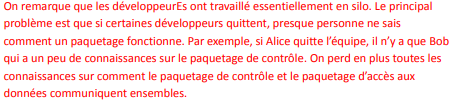 On remarque que les développeurEs ont travaillé essentiellement en silo. Le principal
problème est que si certaines développeurs quittent, presque personne ne sais
comment un paquetage fonctionne. Par exemple, si Alice quitte l'équipe, il n'y a que Bob
qui a un peu de connaissances sur le paquetage de contrôle. On perd en plus toutes les
connaissances sur comment le paquetage de contrôle et le paquetage d'accès aux
données communiquent ensembles.